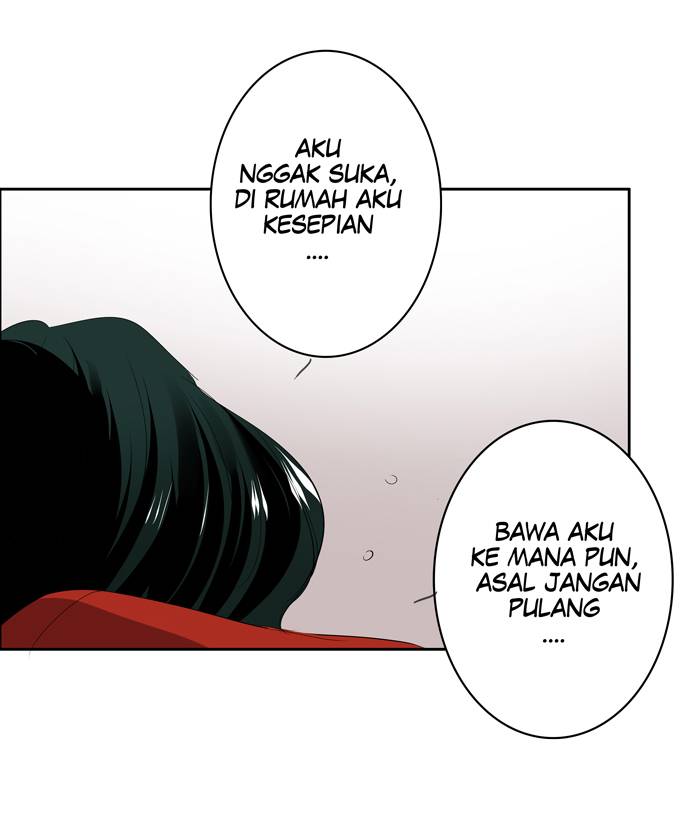 AKU
NGGAK SUKA,
DI RUMAH AKU
KESEPIAN
....
BAWA AKU
KE MANA PUN,
ASAL JANGAN
PULANG
....